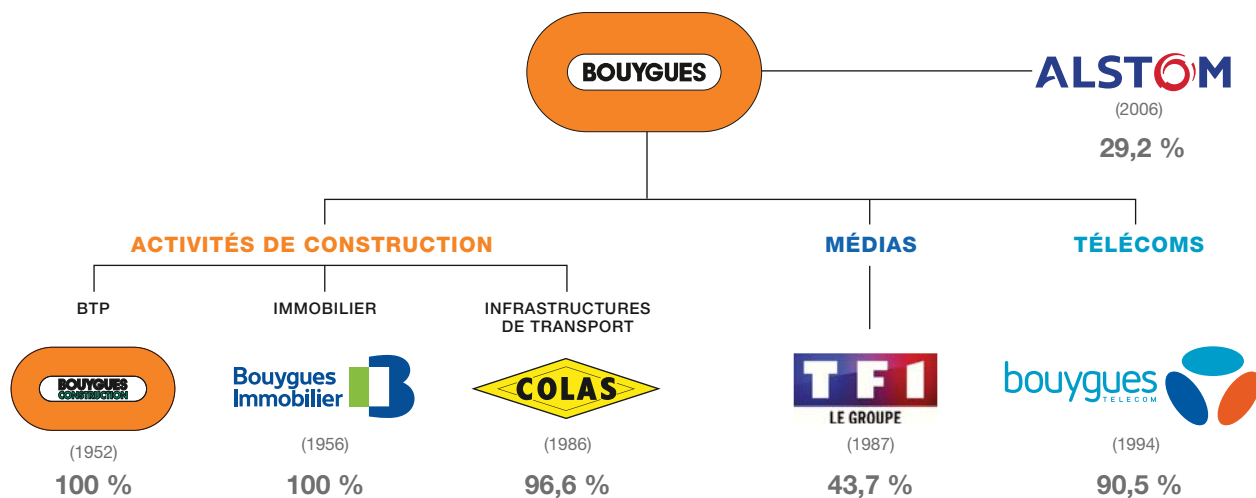 BOUYGUES
ALSTOM
(2006)
29,2 %
ACTIVITÉS DE CONSTRUCTION
MÉDIAS
TÉLÉCOMS
BTP
IMMOBILIER
INFRASTRUCTURES
DE TRANSPORT
BOUYGUES
CONSTRUCTION
Bouygues
Immobilier
COLAS
TF1
LE GROUPE
bouygues
TELECOM
(1952)
(1956)
(1986)
(1987)
(1994)
100 %
100 %
96,6 %
43,7 %
90,5 %